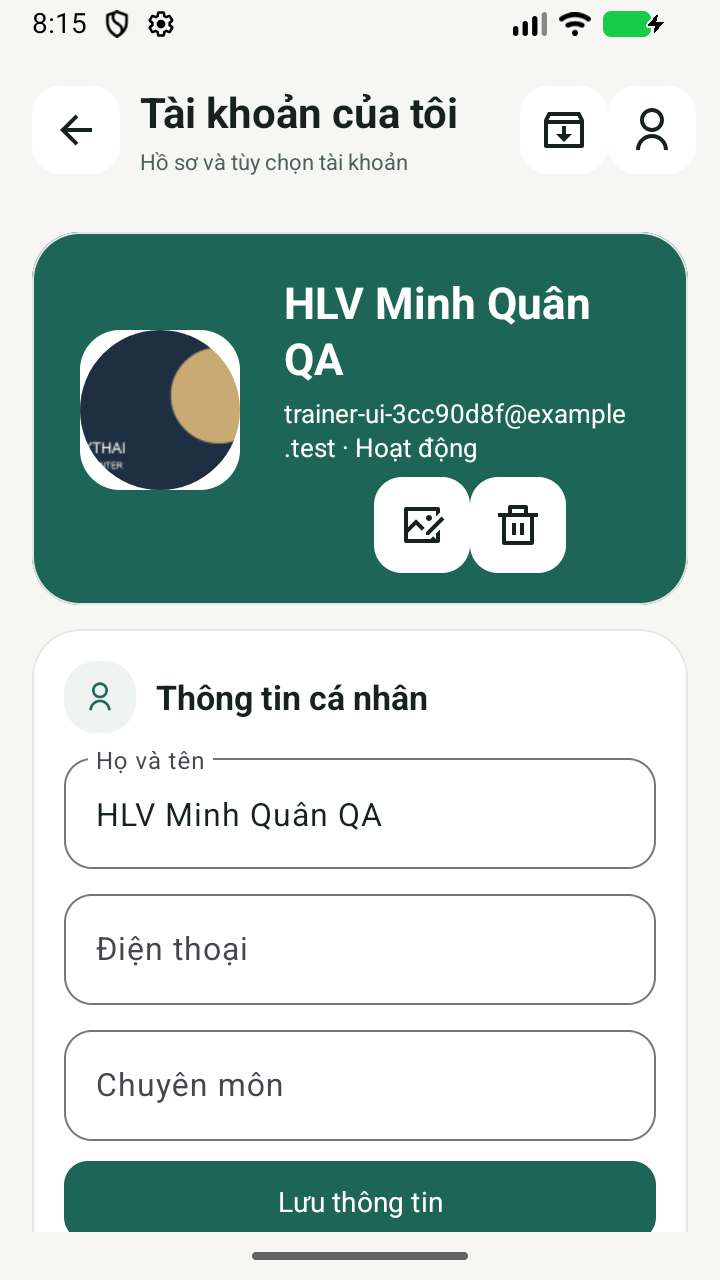 8:15
Tài khoản của tôi
Hồ sơ và tùy chọn tài khoản
HLV Minh Quân
QA
trainer-ui-3cc90d8f@example
.test · Hoạt động
THAI
Thông tin cá nhân
Họ và tên
HLV Minh Quân QA
Điện thoại
Chuyên môn
Lưu thông tin